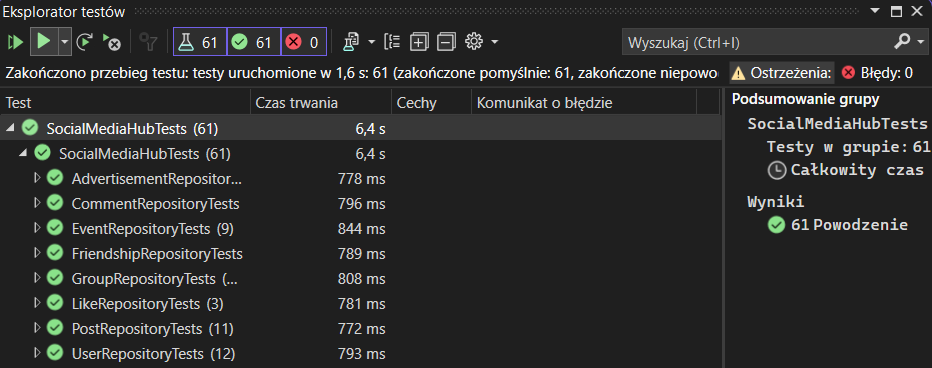 Eksplorator testów
61 61 0 Wyszukaj (Ctrl+I)
Zakończono przebieg testu: testy uruchomione w 1,6 s: 61 (zakończone pomyślnie: 61, zakończone niepowo Ostrzeżenia: Błędy: 0
Test Czas trwania Cechy Komunikat o błędzie
SocialMediaHubTests (61) 6,4 s
SocialMediaHubTests (61) 6,4 s
AdvertisementRepositor... 778 ms
CommentRepositoryTests 796 ms
EventRepositoryTests (9) 844 ms
FriendshipRepositoryTests 789 ms
GroupRepositoryTests (... 808 ms
LikeRepositoryTests (3) 781 ms
PostRepositoryTests (11) 772 ms
UserRepositoryTests (12) 793 ms
Podsumowanie grupy
SocialMediaHubTests
Testy w grupie: 61
Całkowity czas
Wyniki
61 Powodzenie